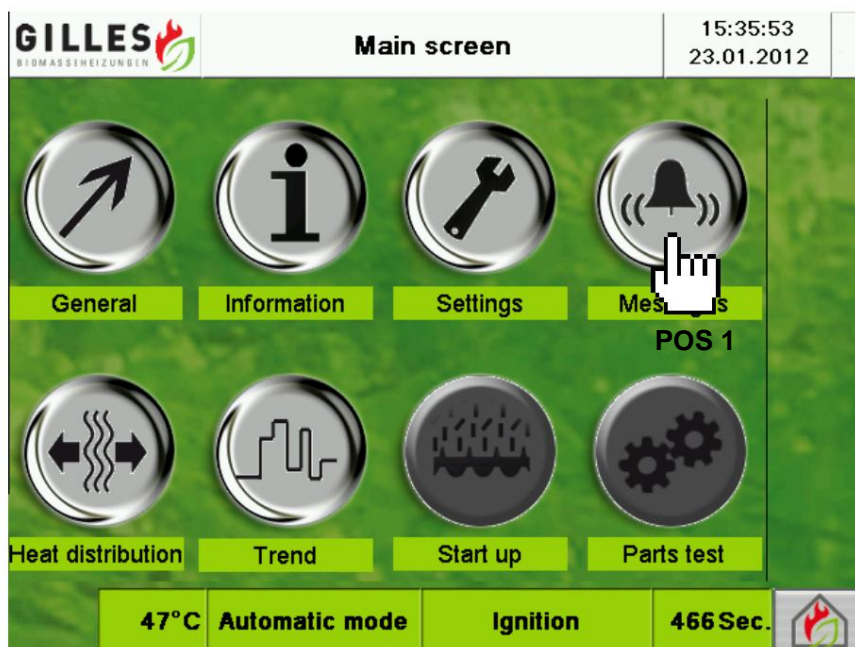 GILLES
BIOMASSEHEIZUNGEN
Main screen
15:35:53
23.01.2012
General
Information
Settings
POS 1
Heat distribution
Trend
Start up
Parts test
47°C
Automatic mode
Ignition
466 Sec.